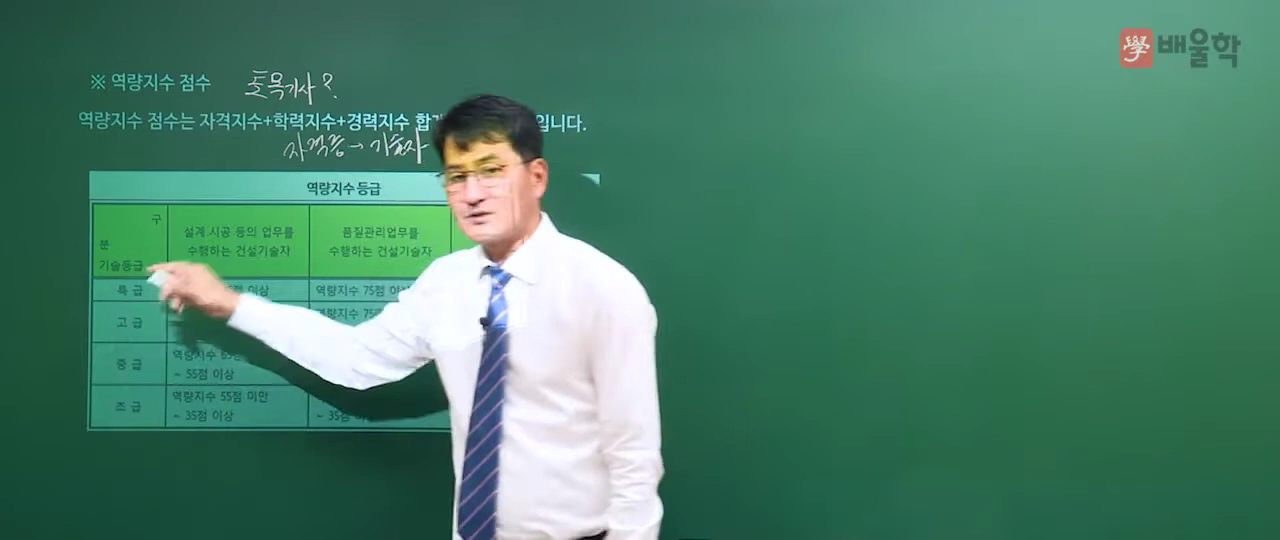 學 배울학
※ 역량지수 점수 토목기사?
역량지수 점수는 자격지수+학력지수+경력지수 합 입니다.
자격증→기술자
역량지수 등급
구
분
기술등급
설계 시공 등의 업무를
수행하는 건설기술자
품질관리업무를
수행하는 건설기술자
특 급 점 이상 역량지수 75점
고 급
중 급 역량지수
~ 55점 이상
초 급 역량지수 55점 미만
~ 35점 이상 ~ 35점